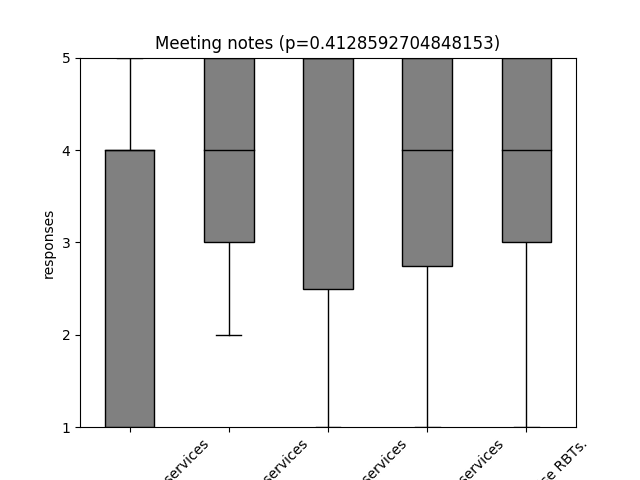 Meeting notes (p=0.4128592704848153)
5
4
3
2
1
responses
services
services
services
services
RBTs.